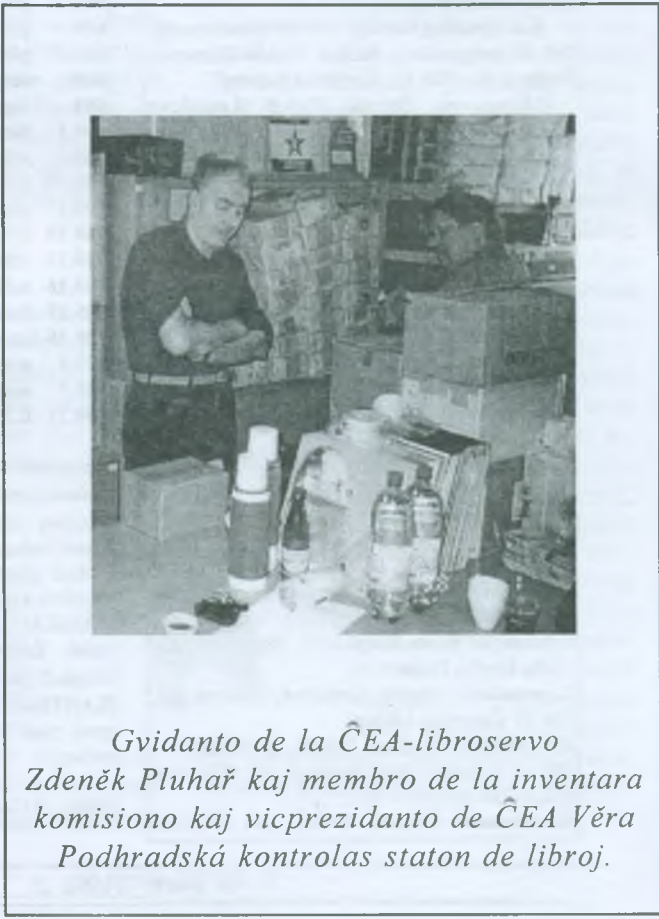 Gvidanto de la ĈEA-libroservo
Zdeněk Pluhař kaj membro de la inventara
komisiono kaj vicprezidanto de ĈEA Věra
Podhradská kontrolas staton de libroj.